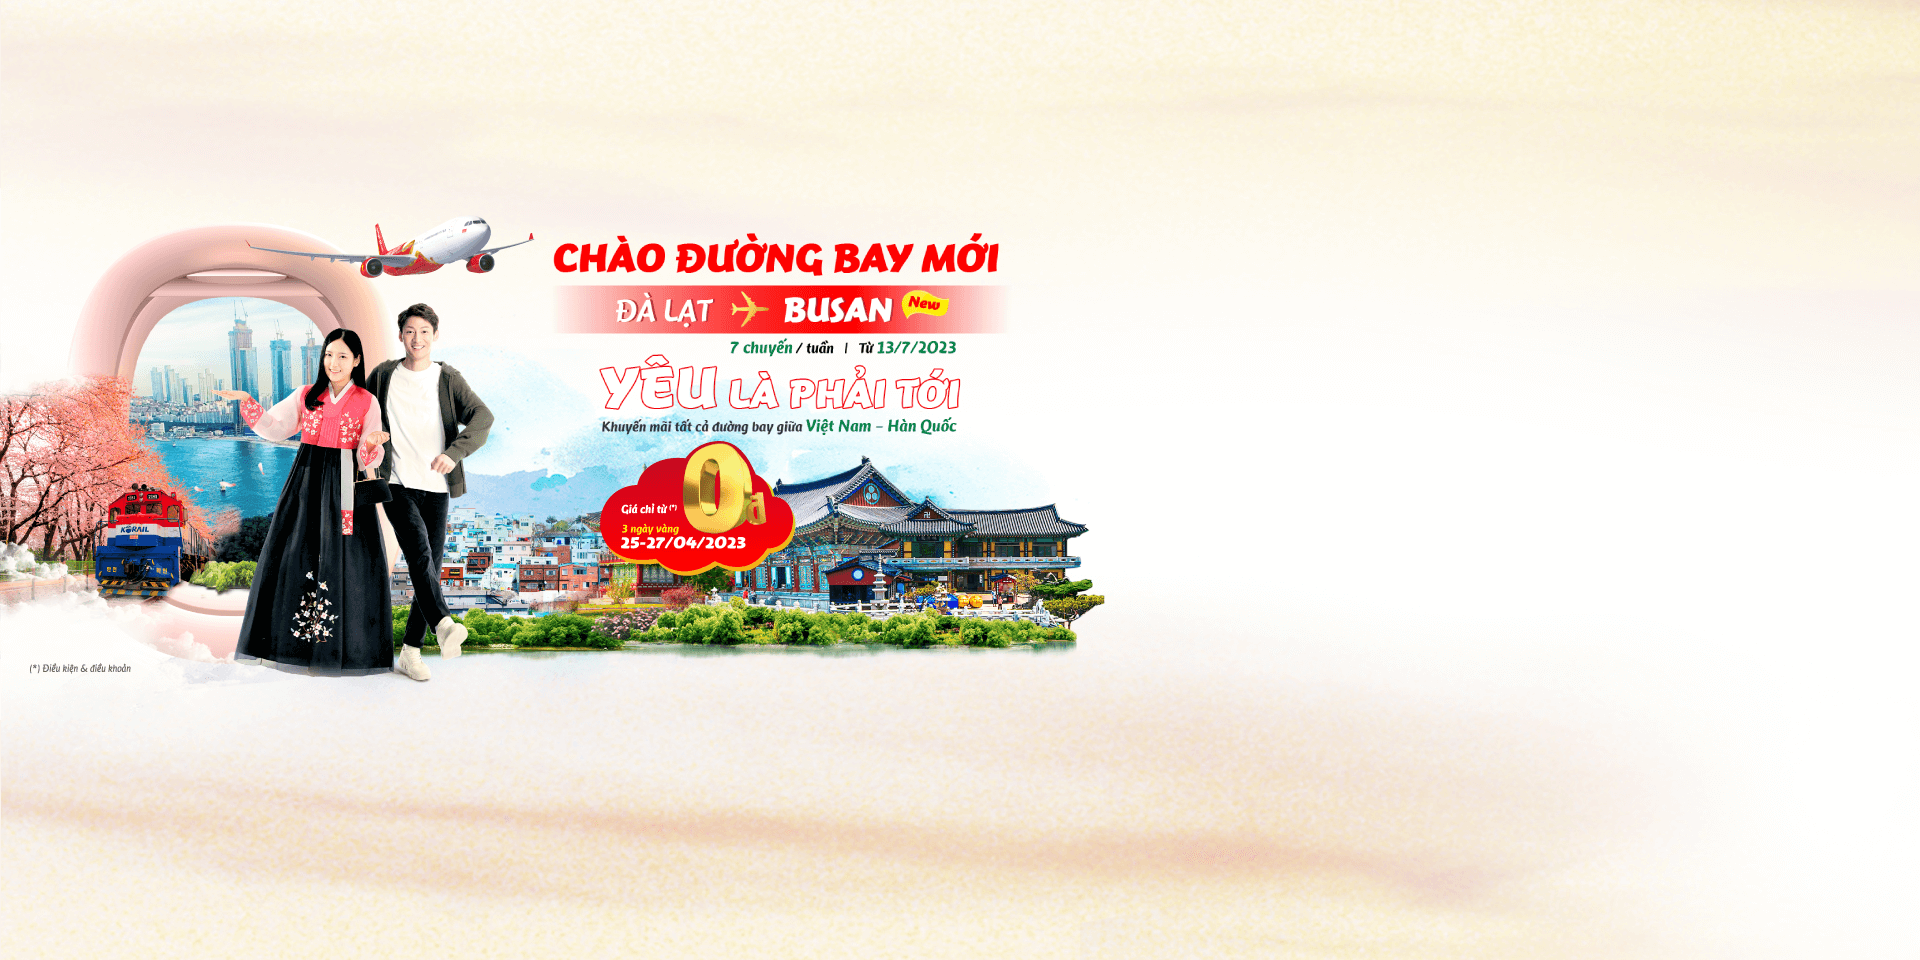 CHÀO ĐƯỜNG BAY MỚI
ĐÀ LẠT BUSAN New
7 chuyến / tuần | Từ 13/7/2023
YÊU LÀ PHẢI TỚI
Khuyến mãi tất cả đường bay giữa Việt Nam – Hàn Quốc
Giá chỉ từ (*) 0đ
3 ngày vàng
25-27/04/2023
KORAIL
(*) Điều kiện & điều khoản